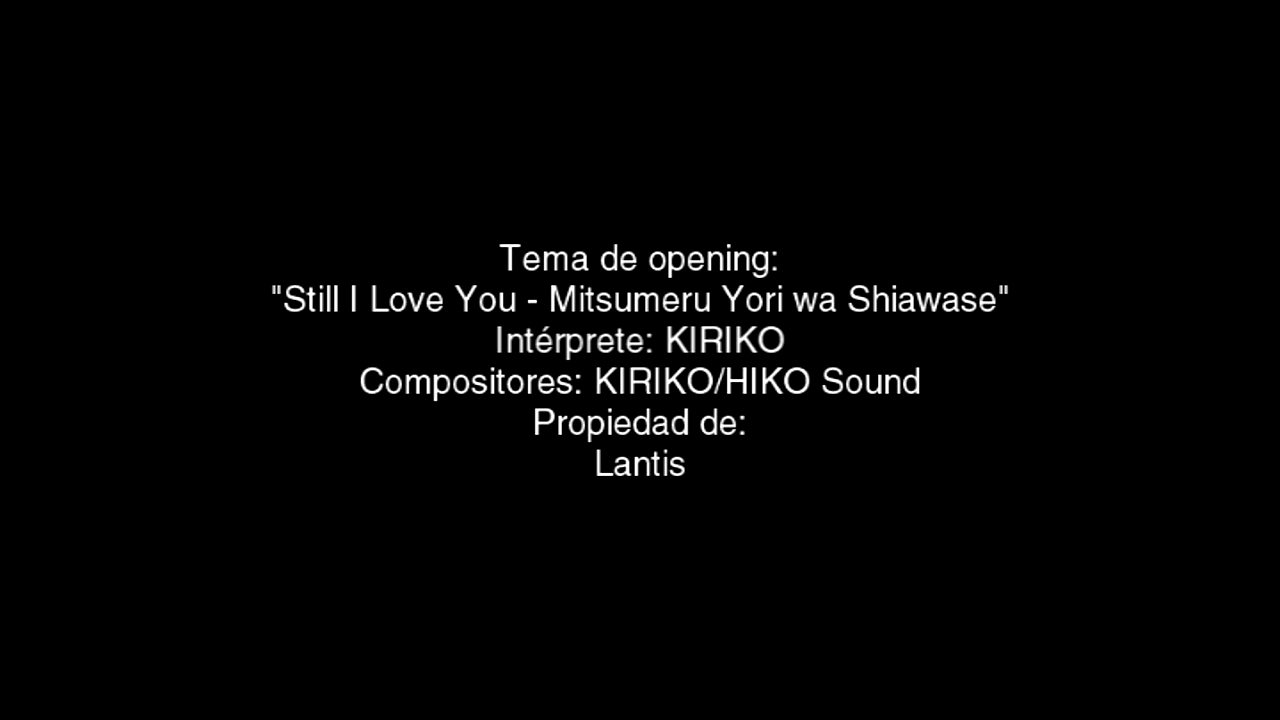 Tema de opening:
"Still I Love You - Mitsumeru Yori wa Shiawase"
Intérprete: KIRIKO
Compositores: KIRIKO/HIKO Sound
Propiedad de:
Lantis